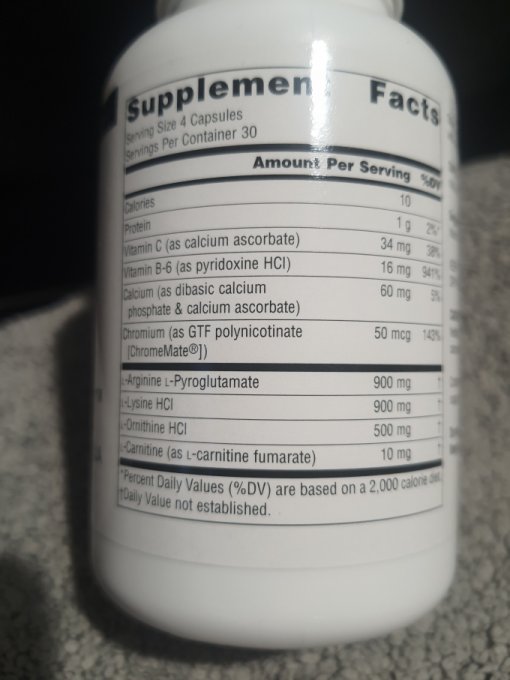 Supplement Facts
Serving Size 4 Capsules
Servings Per Container 30
Amount Per Serving %DV
Calories 10
Protein 1 g 2%*
Vitamin C (as calcium ascorbate) 34 mg 38%
Vitamin B-6 (as pyridoxine HCl) 16 mg 941%
Calcium (as dibasic calcium
phosphate & calcium ascorbate) 60 mg 5%
Chromium (as GTF polynicotinate 50 mcg 143%
[ChromeMate®])
L-Arginine L-Pyroglutamate 900 mg †
L-Lysine HCl 900 mg †
L-Ornithine HCl 500 mg †
L-Carnitine (as L-carnitine fumarate) 10 mg †
*Percent Daily Values (%DV) are based on a 2,000 calorie diet.
†Daily Value not established.